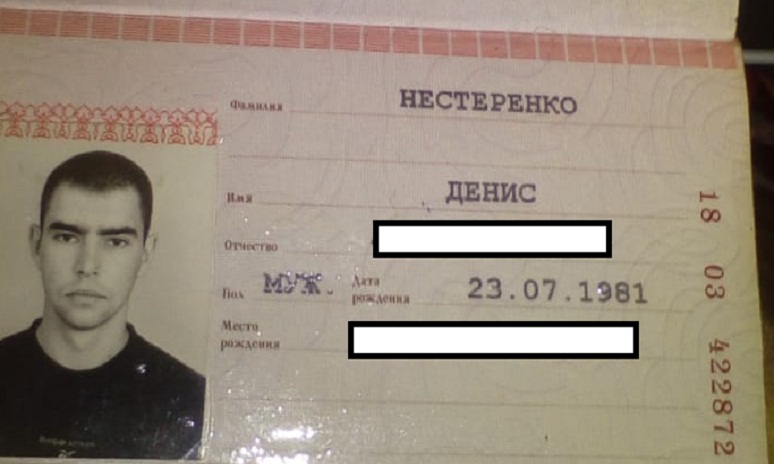 Фамилия НЕСТЕРЕНКО
Имя ДЕНИС
Отчество
Пол МУЖ. Дата рождения 23.07.1981
Место рождения
18 03 422872